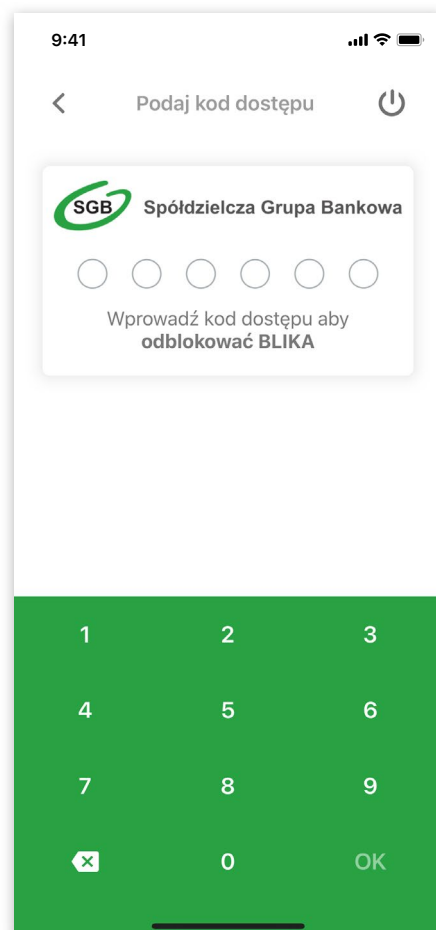 9:41
Podaj kod dostępu
SGB Spółdzielcza Grupa Bankowa
Wprowadź kod dostępu aby
odblokować BLIKA
1 2 3
4 5 6
7 8 9
0 OK